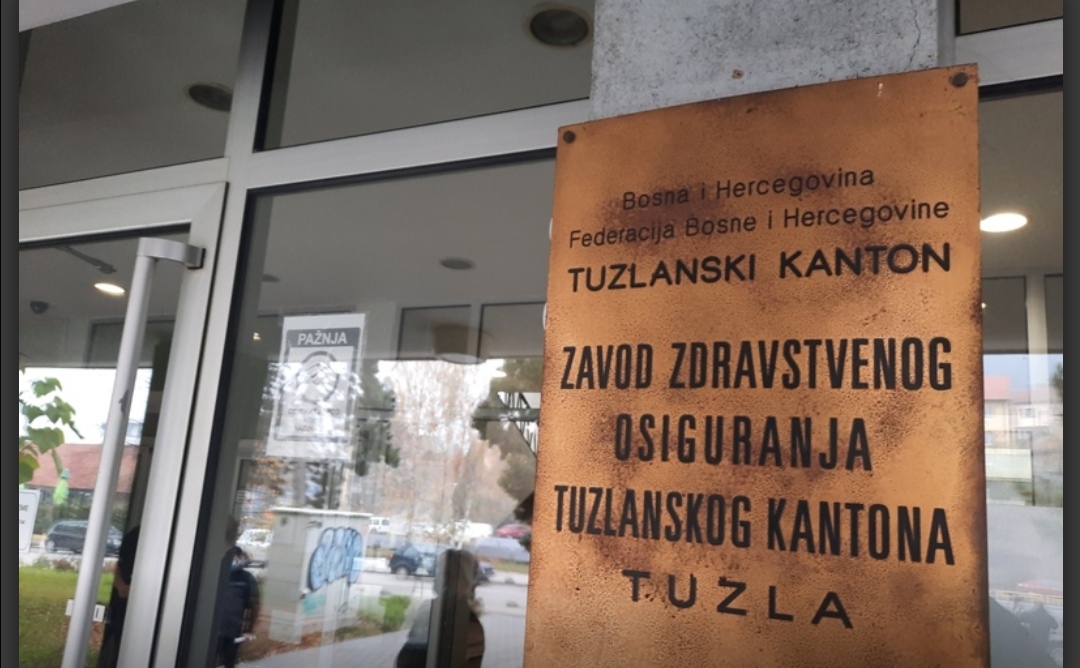 Bosna i Hercegovina
Federacija Bosne i Hercegovine
TUZLANSKI KANTON
ZAVOD ZDRAVSTVENOG
OSIGURANJA
TUZLANSKOG KANTONA
TUZLA
PAŽNJA